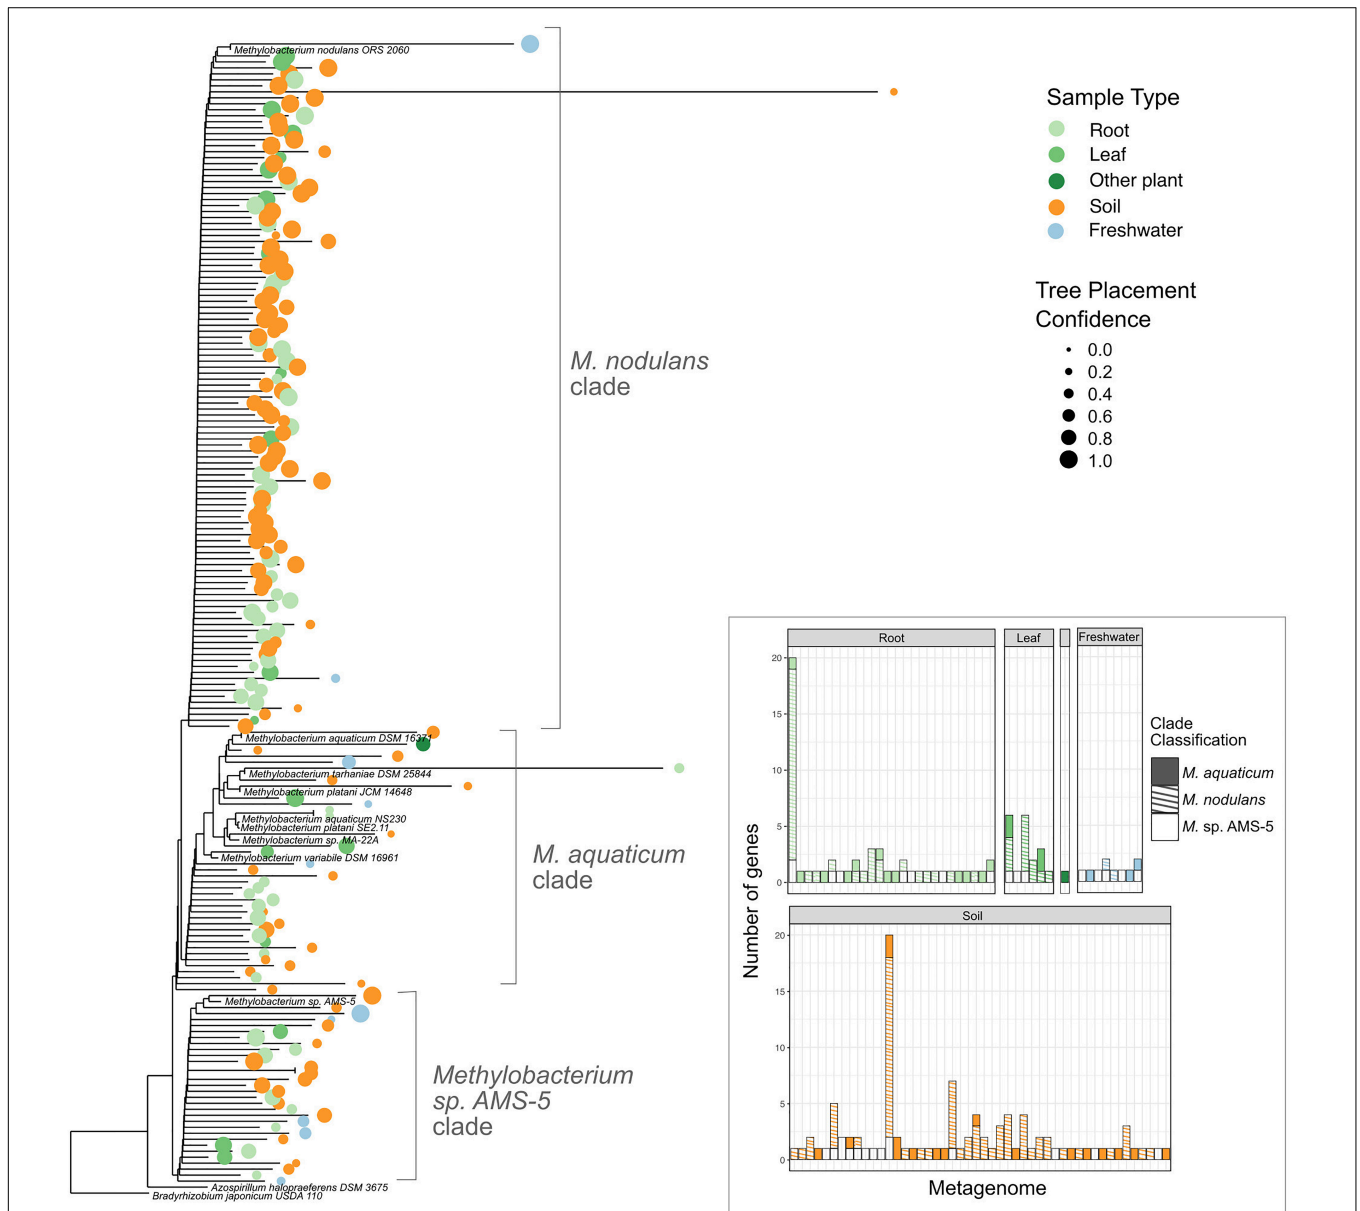 Methylobacterium nodulans ORS 2060
Sample Type
Root
Leaf
Other plant
Soil
Freshwater
Tree Placement
Confidence
0.0
0.2
0.4
0.6
0.8
1.0
M. nodulans
clade
Methylobacterium aquaticum DSM 16371
Methylobacterium tarhaniae DSM 25844
Methylobacterium platani JCM 14648
Methylobacterium aquaticum NS230
Methylobacterium platani SE2.11
Methylobacterium sp. MA-22A
Methylobacterium variabile DSM 16961
M. aquaticum
clade
Methylobacterium sp. AMS-5
Methylobacterium
sp. AMS-5
clade
Azospirillum halopraeferens DSM 3675
Bradyrhizobium japonicum USDA 110
Root
Leaf
Freshwater
20
15
10
5
0
Soil
20
15
10
5
0
Number of genes
Metagenome
Clade
Classification
M. aquaticum
M. nodulans
M. sp. AMS-5